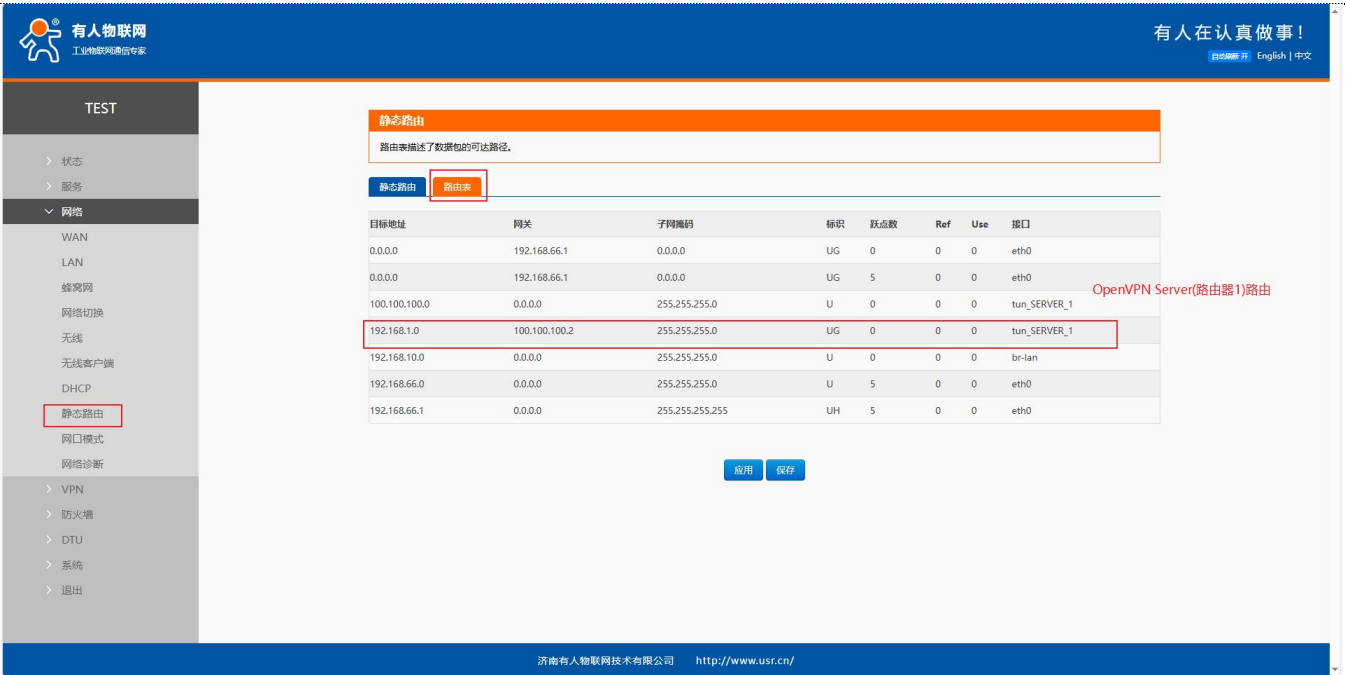 有人物联网
工业物联网通信专家
有人在认真做事！
自动刷新 开 English | 中文
TEST
状态
服务
网络
WAN
LAN
蜂窝网
网络切换
无线
无线客户端
DHCP
静态路由
网口模式
网络诊断
VPN
防火墙
DTU
系统
退出
静态路由
路由表描述了数据包的可达路径。
静态路由 路由表
目标地址 网关 子网掩码 标识 跃点数 Ref Use 接口
0.0.0.0 192.168.66.1 0.0.0.0 UG 0 0 0 eth0
0.0.0.0 192.168.66.1 0.0.0.0 UG 5 0 0 eth0
OpenVPN Server(路由器1)路由
100.100.100.0 0.0.0.0 255.255.255.0 U 0 0 0 tun_SERVER_1
192.168.1.0 100.100.100.2 255.255.255.0 UG 0 0 0 tun_SERVER_1
192.168.10.0 0.0.0.0 255.255.255.0 U 0 0 0 br-lan
192.168.66.0 0.0.0.0 255.255.255.0 U 5 0 0 eth0
192.168.66.1 0.0.0.0 255.255.255.255 UH 5 0 0 eth0
应用 保存
济南有人物联网技术有限公司 http://www.usr.cn/